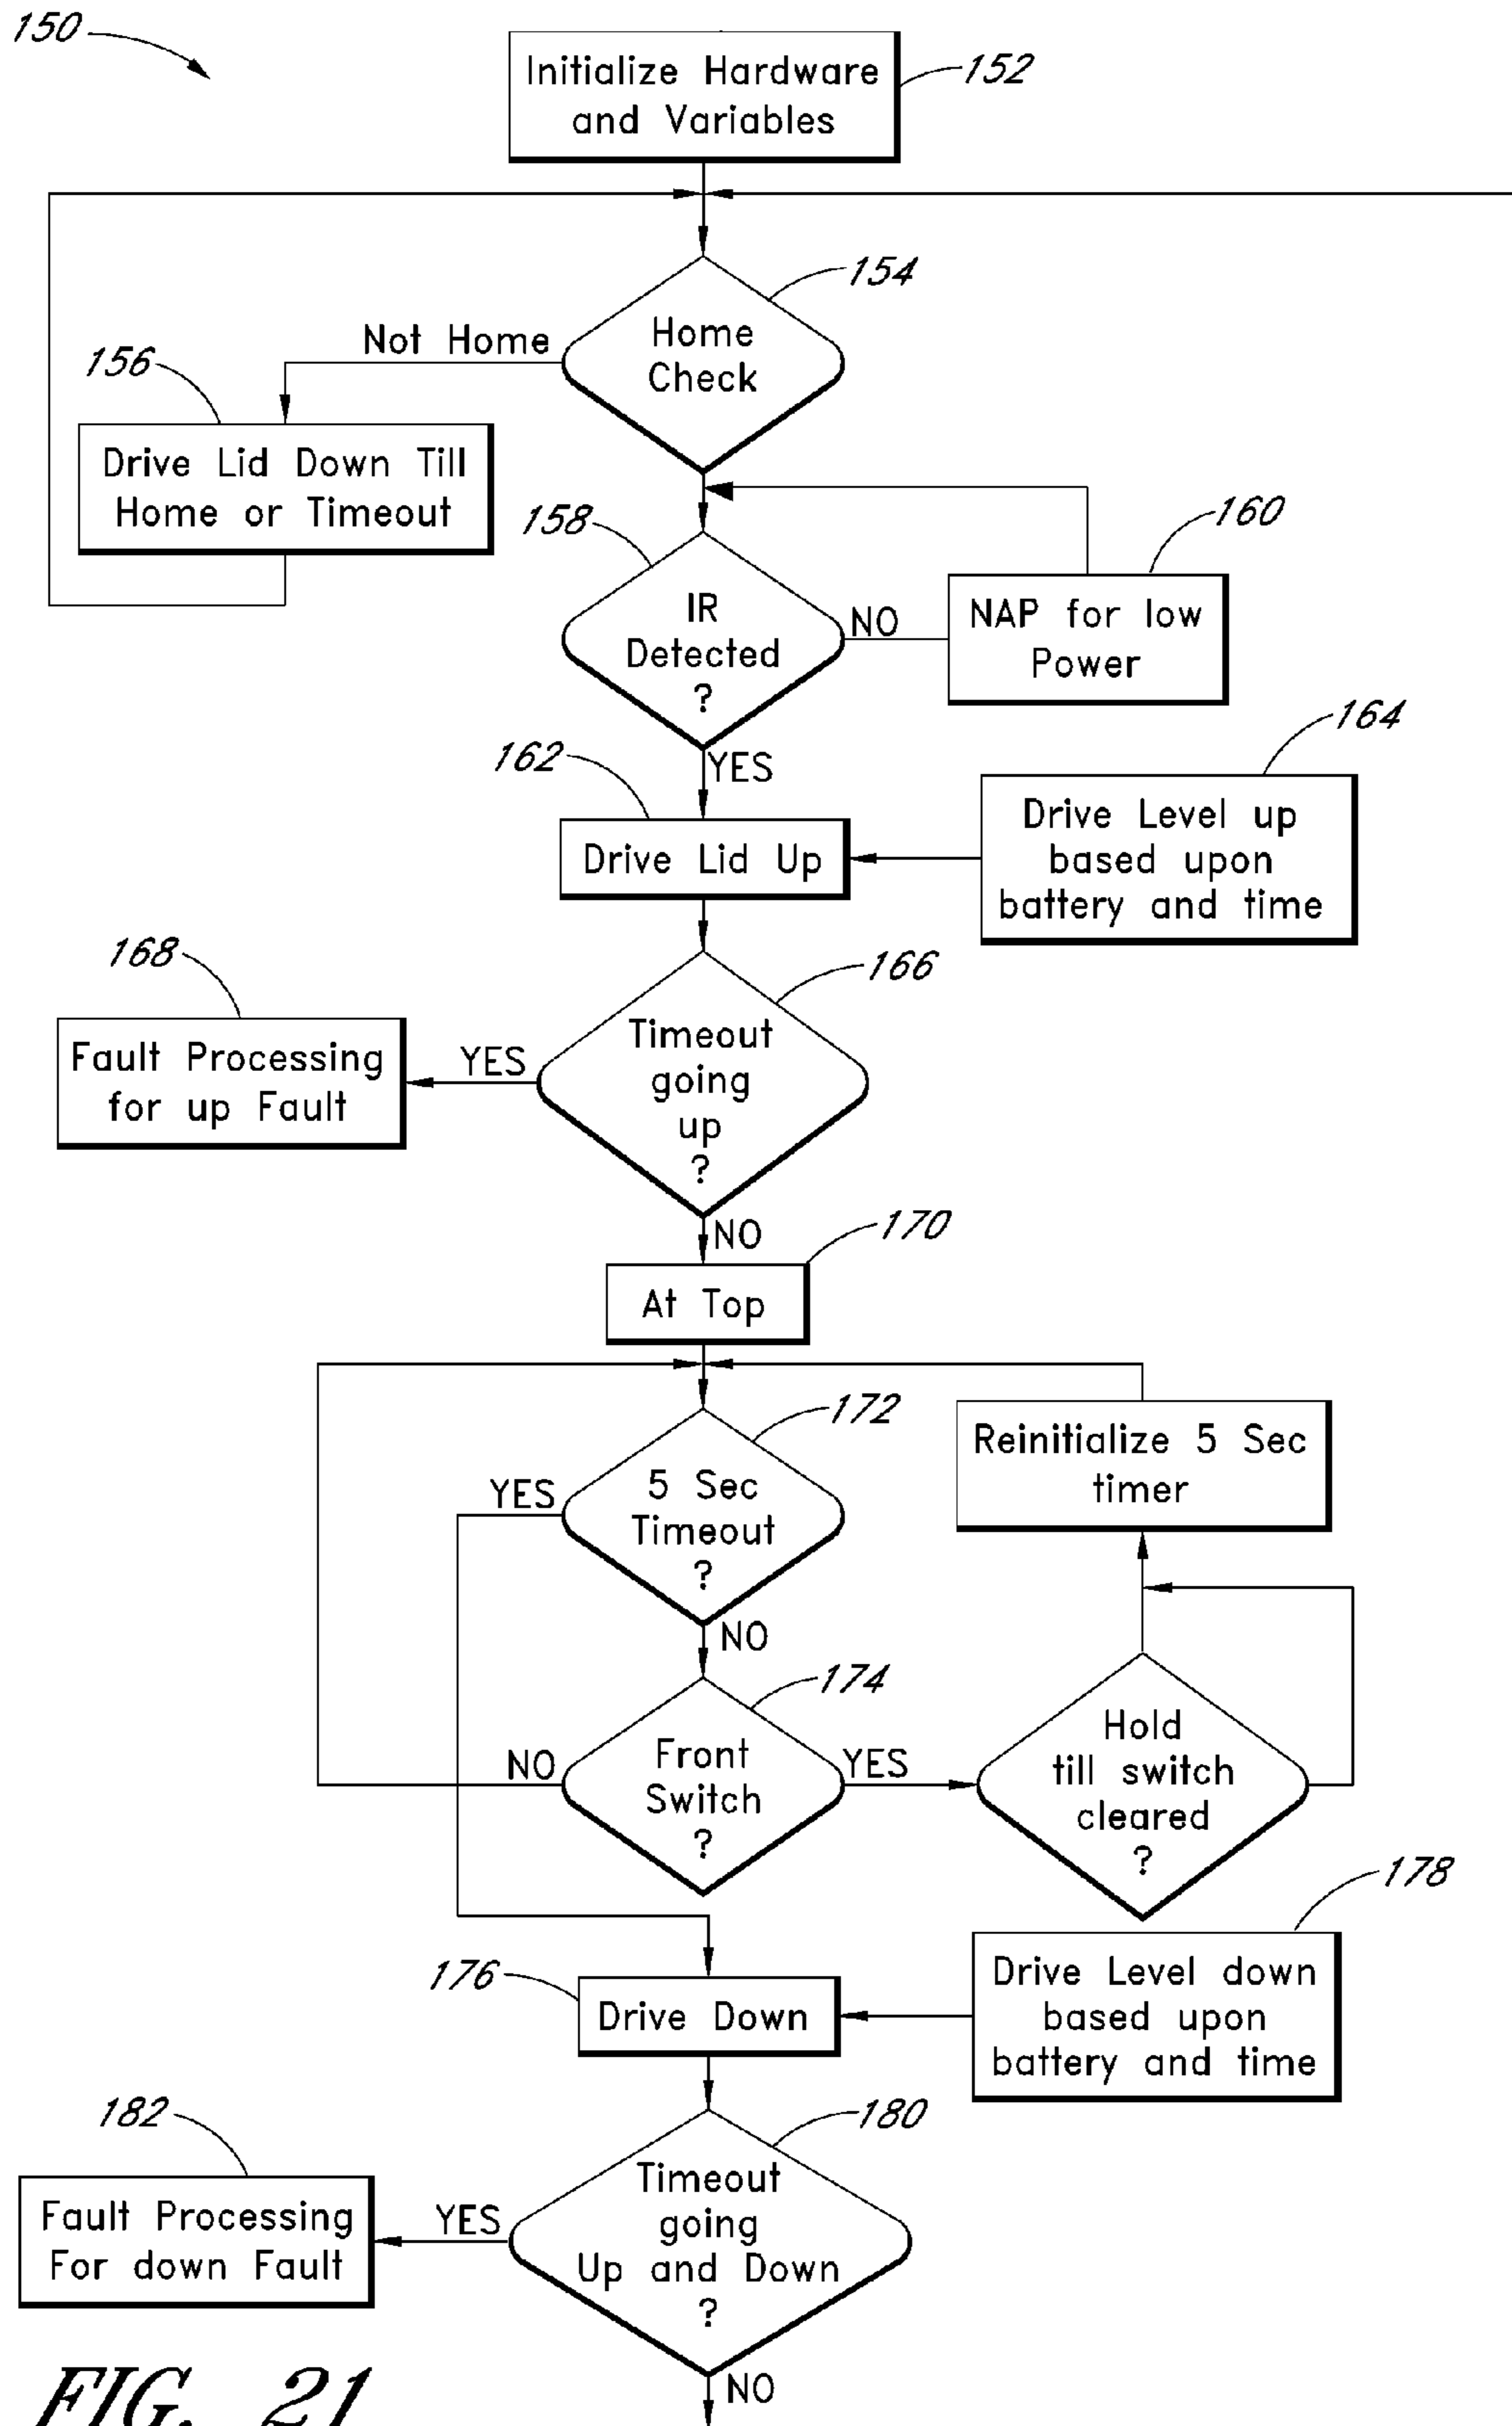 150
Initialize Hardware
and Variables
152
154
Home
Check
Not Home
156
Drive Lid Down Till
Home or Timeout
158
IR
Detected
?
NO
160
NAP for low
Power
YES
162
Drive Lid Up
164
Drive Level up
based upon
battery and time
166
Timeout
going
up
?
YES
168
Fault Processing
for up Fault
NO
170
At Top
172
5 Sec
Timeout
?
YES
Reinitialize 5 Sec
timer
NO
174
Front
Switch
?
NO
YES
Hold
till switch
cleared
?
176
Drive Down
178
Drive Level down
based upon
battery and time
180
Timeout
going
Up and Down
?
YES
182
Fault Processing
For down Fault
NO
FIG. 21